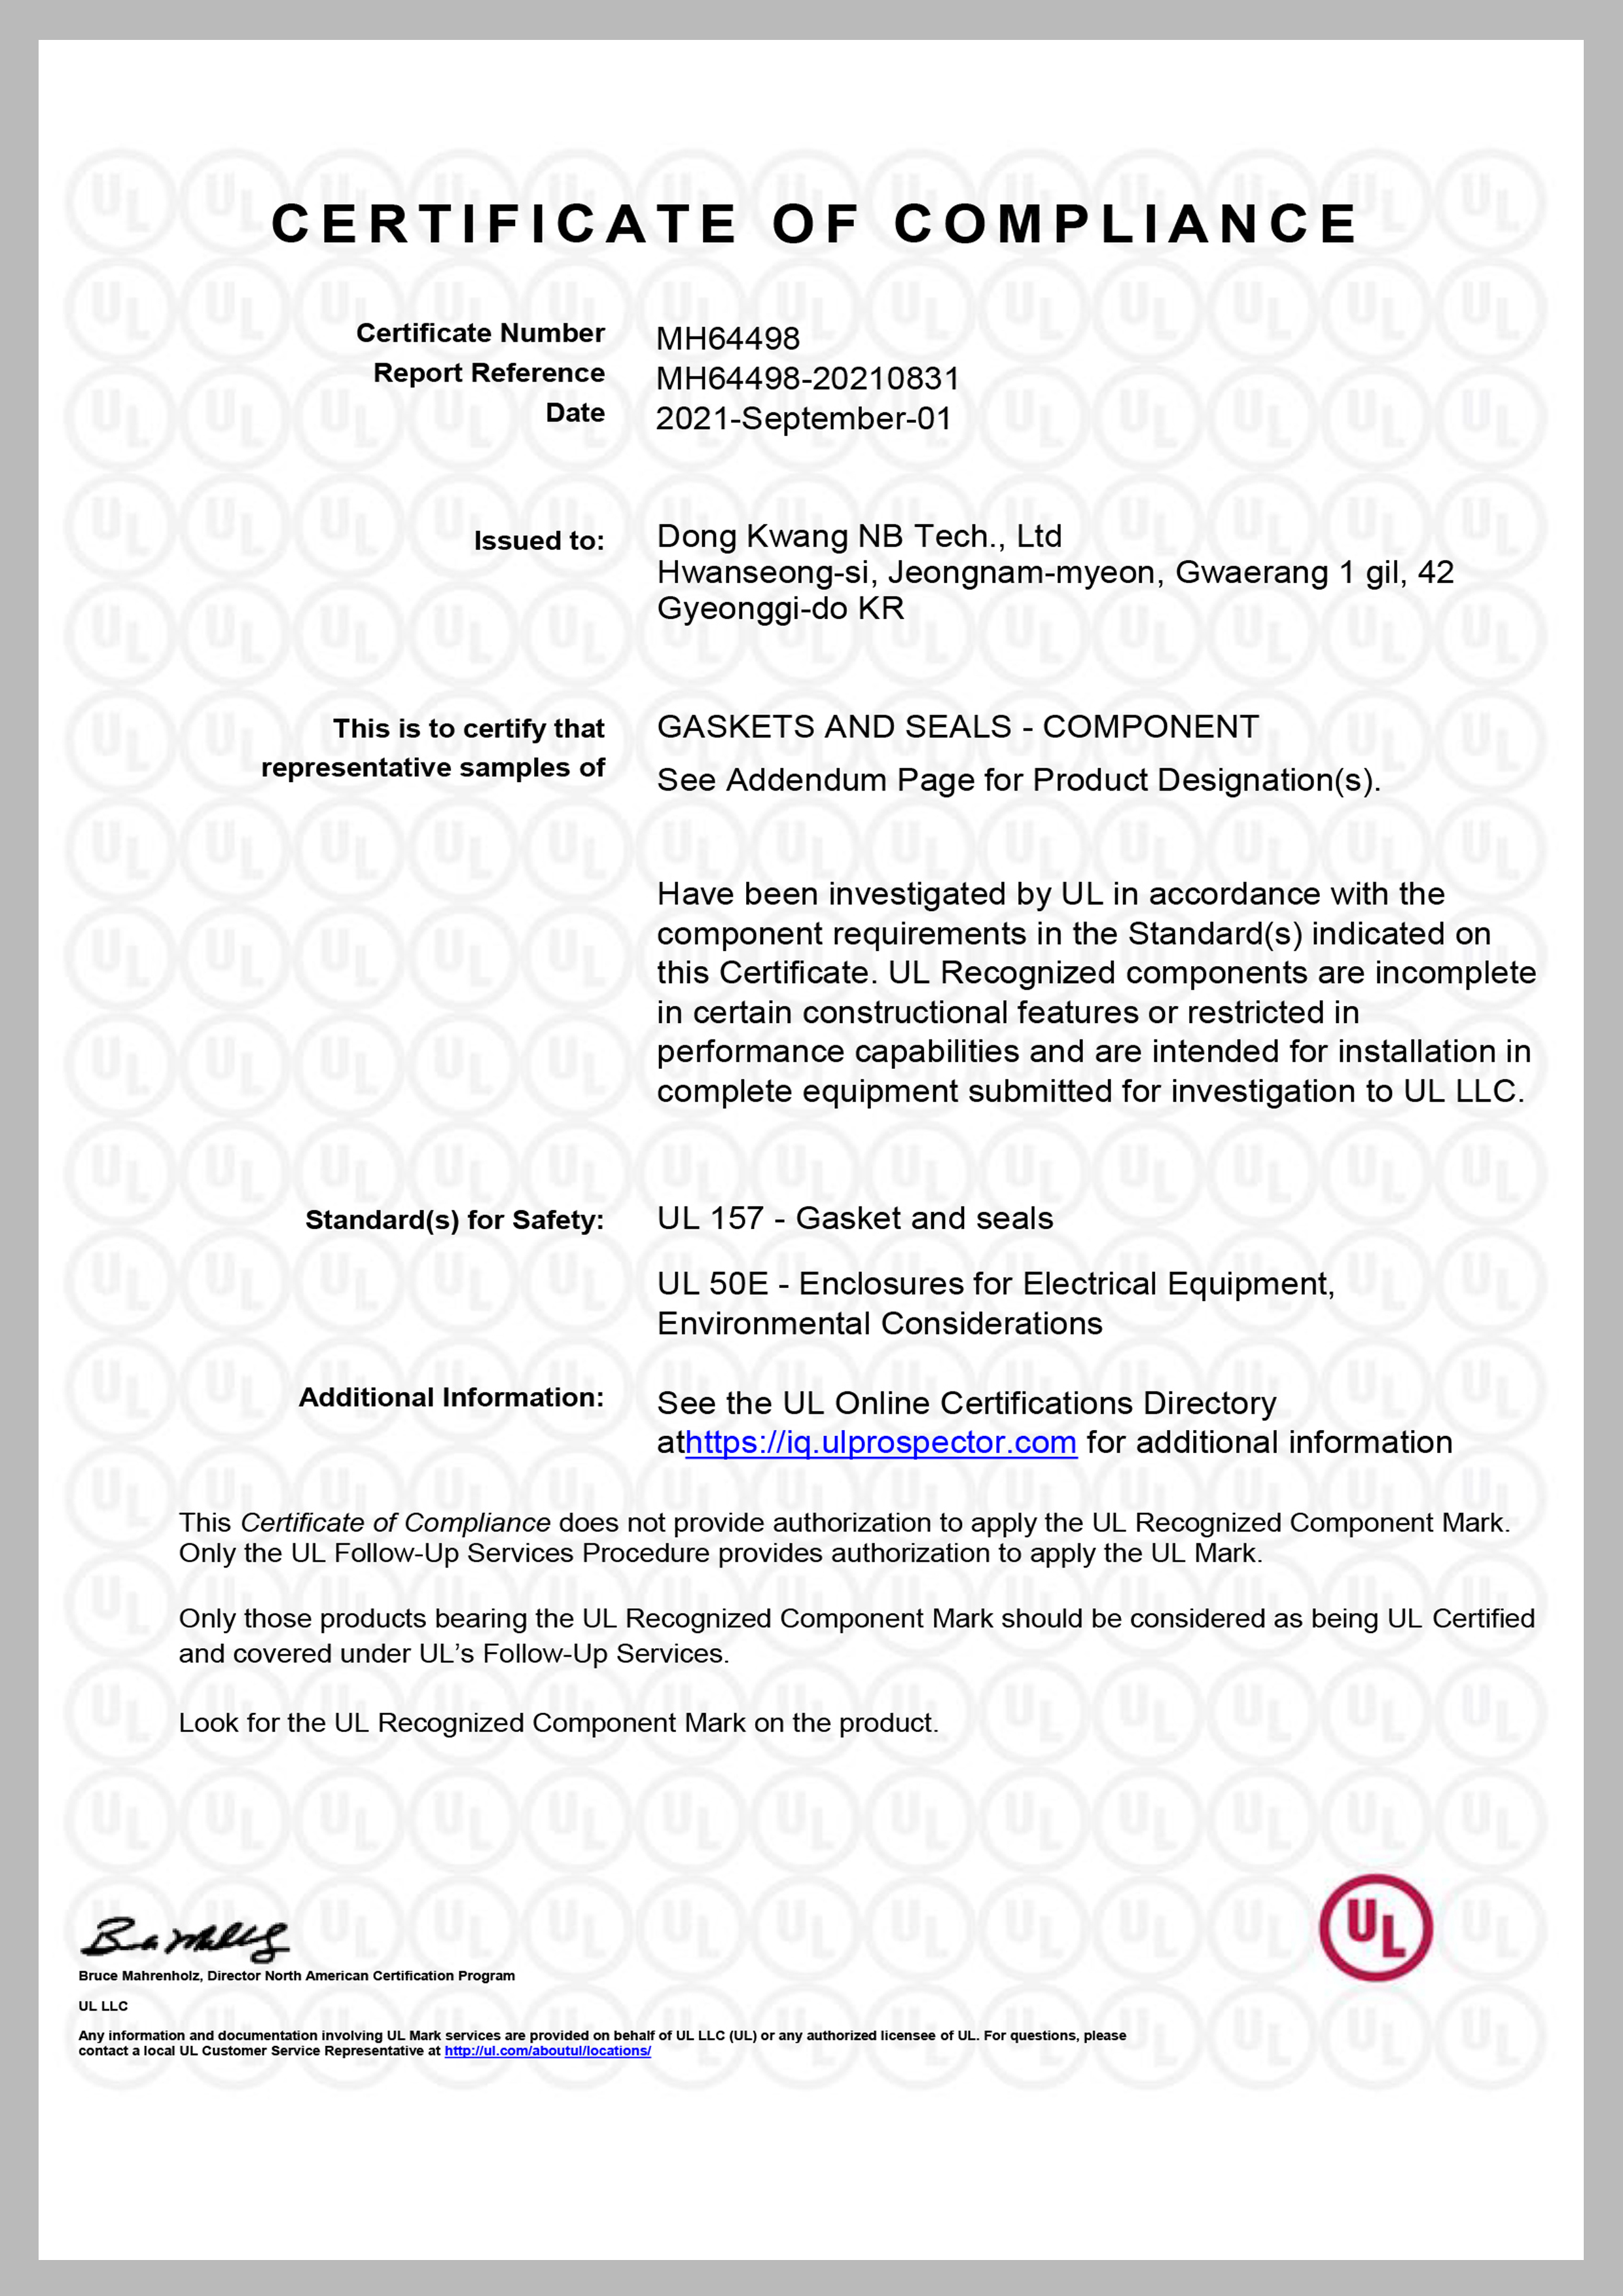 CERTIFICATE OF COMPLIANCE
Certificate Number MH64498
Report Reference MH64498-20210831
Date 2021-September-01
Issued to: Dong Kwang NB Tech., Ltd
Hwanseong-si, Jeongnam-myeon, Gwaerang 1 gil, 42
Gyeonggi-do KR
This is to certify that GASKETS AND SEALS - COMPONENT
representative samples of See Addendum Page for Product Designation(s).
Have been investigated by UL in accordance with the
component requirements in the Standard(s) indicated on
this Certificate. UL Recognized components are incomplete
in certain constructional features or restricted in
performance capabilities and are intended for installation in
complete equipment submitted for investigation to UL LLC.
Standard(s) for Safety: UL 157 - Gasket and seals
UL 50E - Enclosures for Electrical Equipment,
Environmental Considerations
Additional Information: See the UL Online Certifications Directory
athttps://iq.ulprospector.com for additional information
This Certificate of Compliance does not provide authorization to apply the UL Recognized Component Mark.
Only the UL Follow-Up Services Procedure provides authorization to apply the UL Mark.
Only those products bearing the UL Recognized Component Mark should be considered as being UL Certified
and covered under UL’s Follow-Up Services.
Look for the UL Recognized Component Mark on the product.
UL
Bruce Mahrenholz, Director North American Certification Program
UL LLC
Any information and documentation involving UL Mark services are provided on behalf of UL LLC (UL) or any authorized licensee of UL. For questions, please
contact a local UL Customer Service Representative at http://ul.com/aboutul/locations/